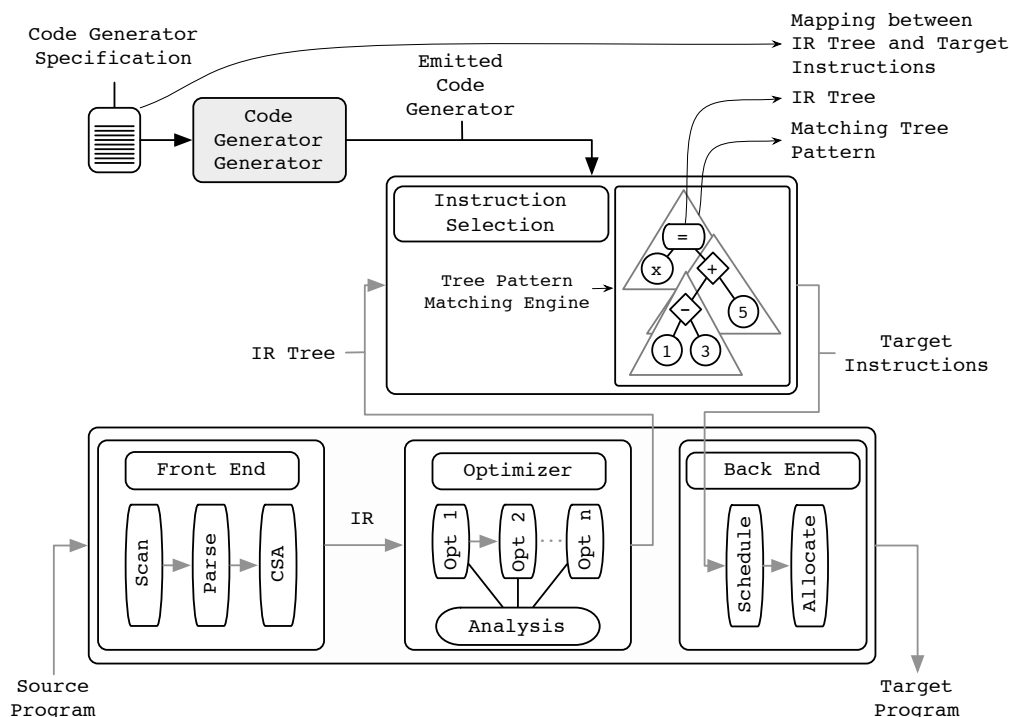 Code Generator
Specification
Mapping between
IR Tree and Target
Instructions
Emitted
Code
Generator
IR Tree
Code
Generator
Generator
Matching Tree
Pattern
Instruction
Selection
=
x
+
Tree Pattern
Matching Engine
−
5
1
3
IR Tree
Target
Instructions
Front End
Optimizer
Back End
Scan
Parse
CSA
IR
Opt 1
Opt 2
...
Opt n
Analysis
Schedule
Allocate
Source
Program
Target
Program